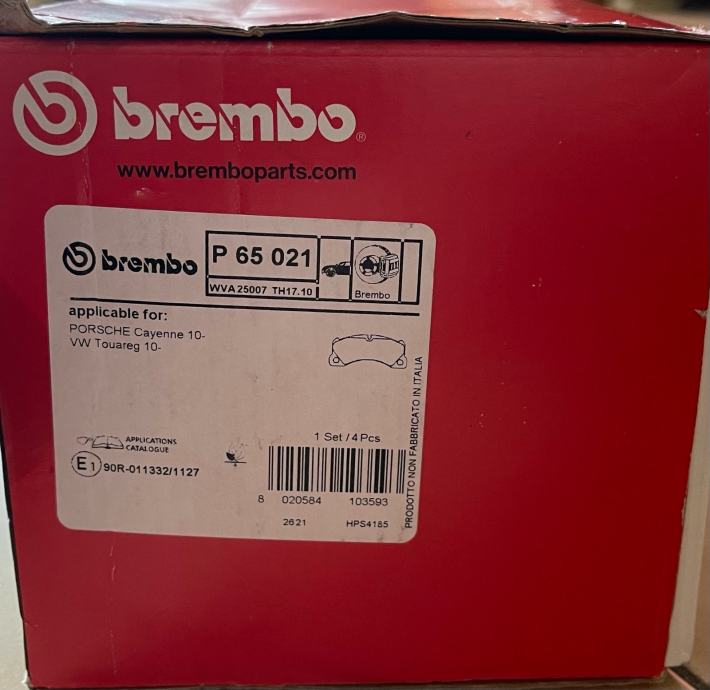 brembo®
www.bremboparts.com
brembo
P 65 021
WVA 25007 TH17.10
Brembo
applicable for:
PORSCHE Cayenne 10-
VW Touareg 10-
APPLICATIONS
CATALOGUE
E1 90R-011332/1127
1 Set / 4 Pcs
8 020584 103593
2621 HPS4185
PRODOTTO NON FABBRICATO IN ITALIA